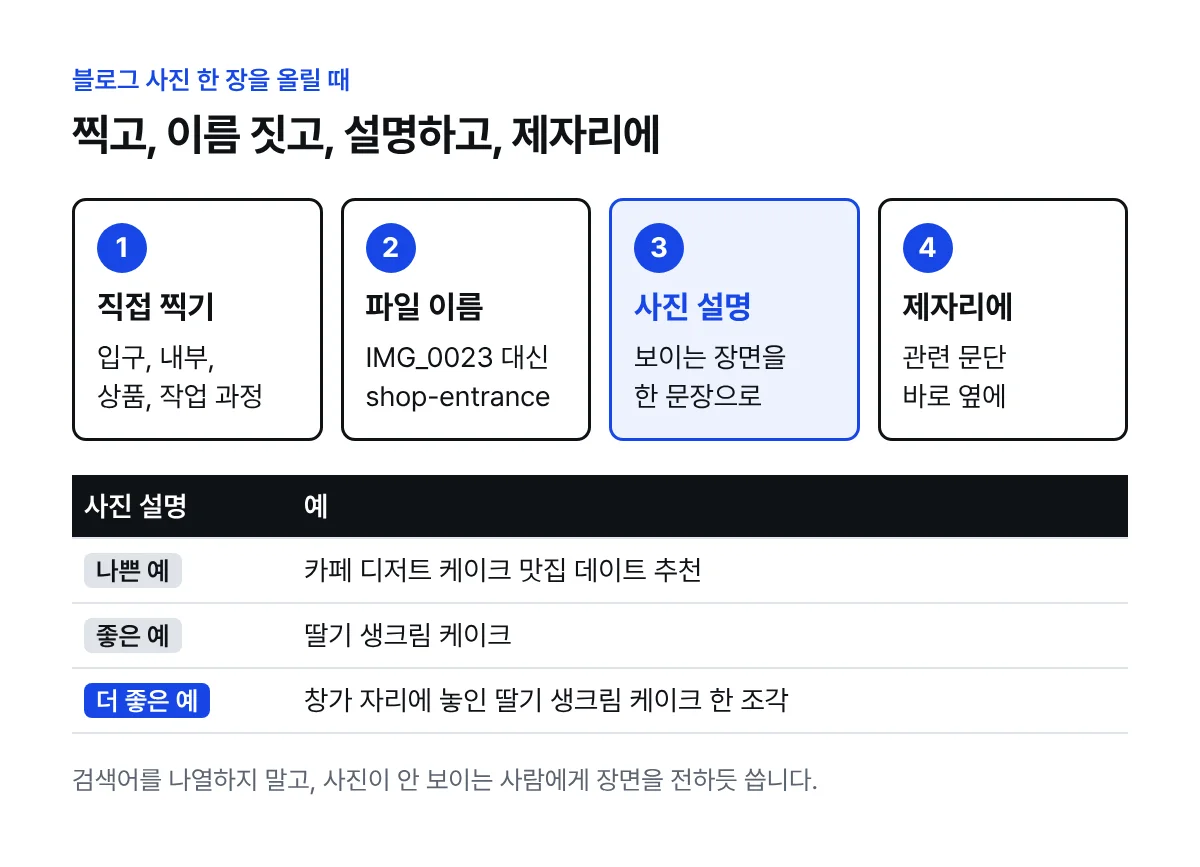 블로그 사진 한 장을 올릴 때
찍고, 이름 짓고, 설명하고, 제자리에
1
직접 찍기
입구, 내부,
상품, 작업 과정
2
파일 이름
IMG_0023 대신
shop-entrance
3
사진 설명
보이는 장면을
한 문장으로
4
제자리에
관련 문단
바로 옆에
사진 설명 예
나쁜 예 카페 디저트 케이크 맛집 데이트 추천
좋은 예 딸기 생크림 케이크
더 좋은 예 창가 자리에 놓인 딸기 생크림 케이크 한 조각
검색어를 나열하지 말고, 사진이 안 보이는 사람에게 장면을 전하듯 씁니다.